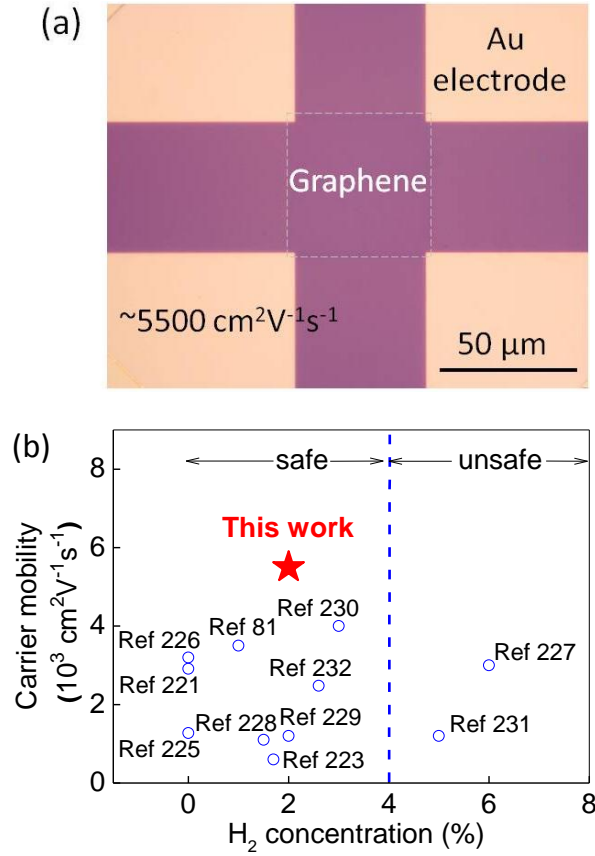 (a)
Au
electrode
Graphene
~5500 cm²V⁻¹s⁻¹
50 μm
(b)
safe
unsafe
This work
Ref 230
Ref 81
Ref 226
Ref 227
Ref 221
Ref 232
Ref 228
Ref 229
Ref 231
Ref 225
Ref 223
Carrier mobility
(10³ cm²V⁻¹s⁻¹)
8
6
4
2
0
0 2 4 6 8
H₂ concentration (%)